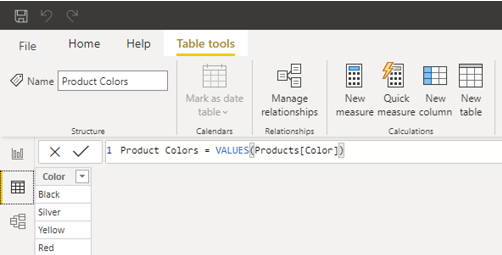 File Home Help Table tools
Name Product Colors
Mark as date
table
Manage
relationships
New
measure
Quick
measure
New
column
New
table
Structure Calendars Relationships Calculations
1 Product Colors = VALUES(Products[Color])
Color
Black
Silver
Yellow
Red